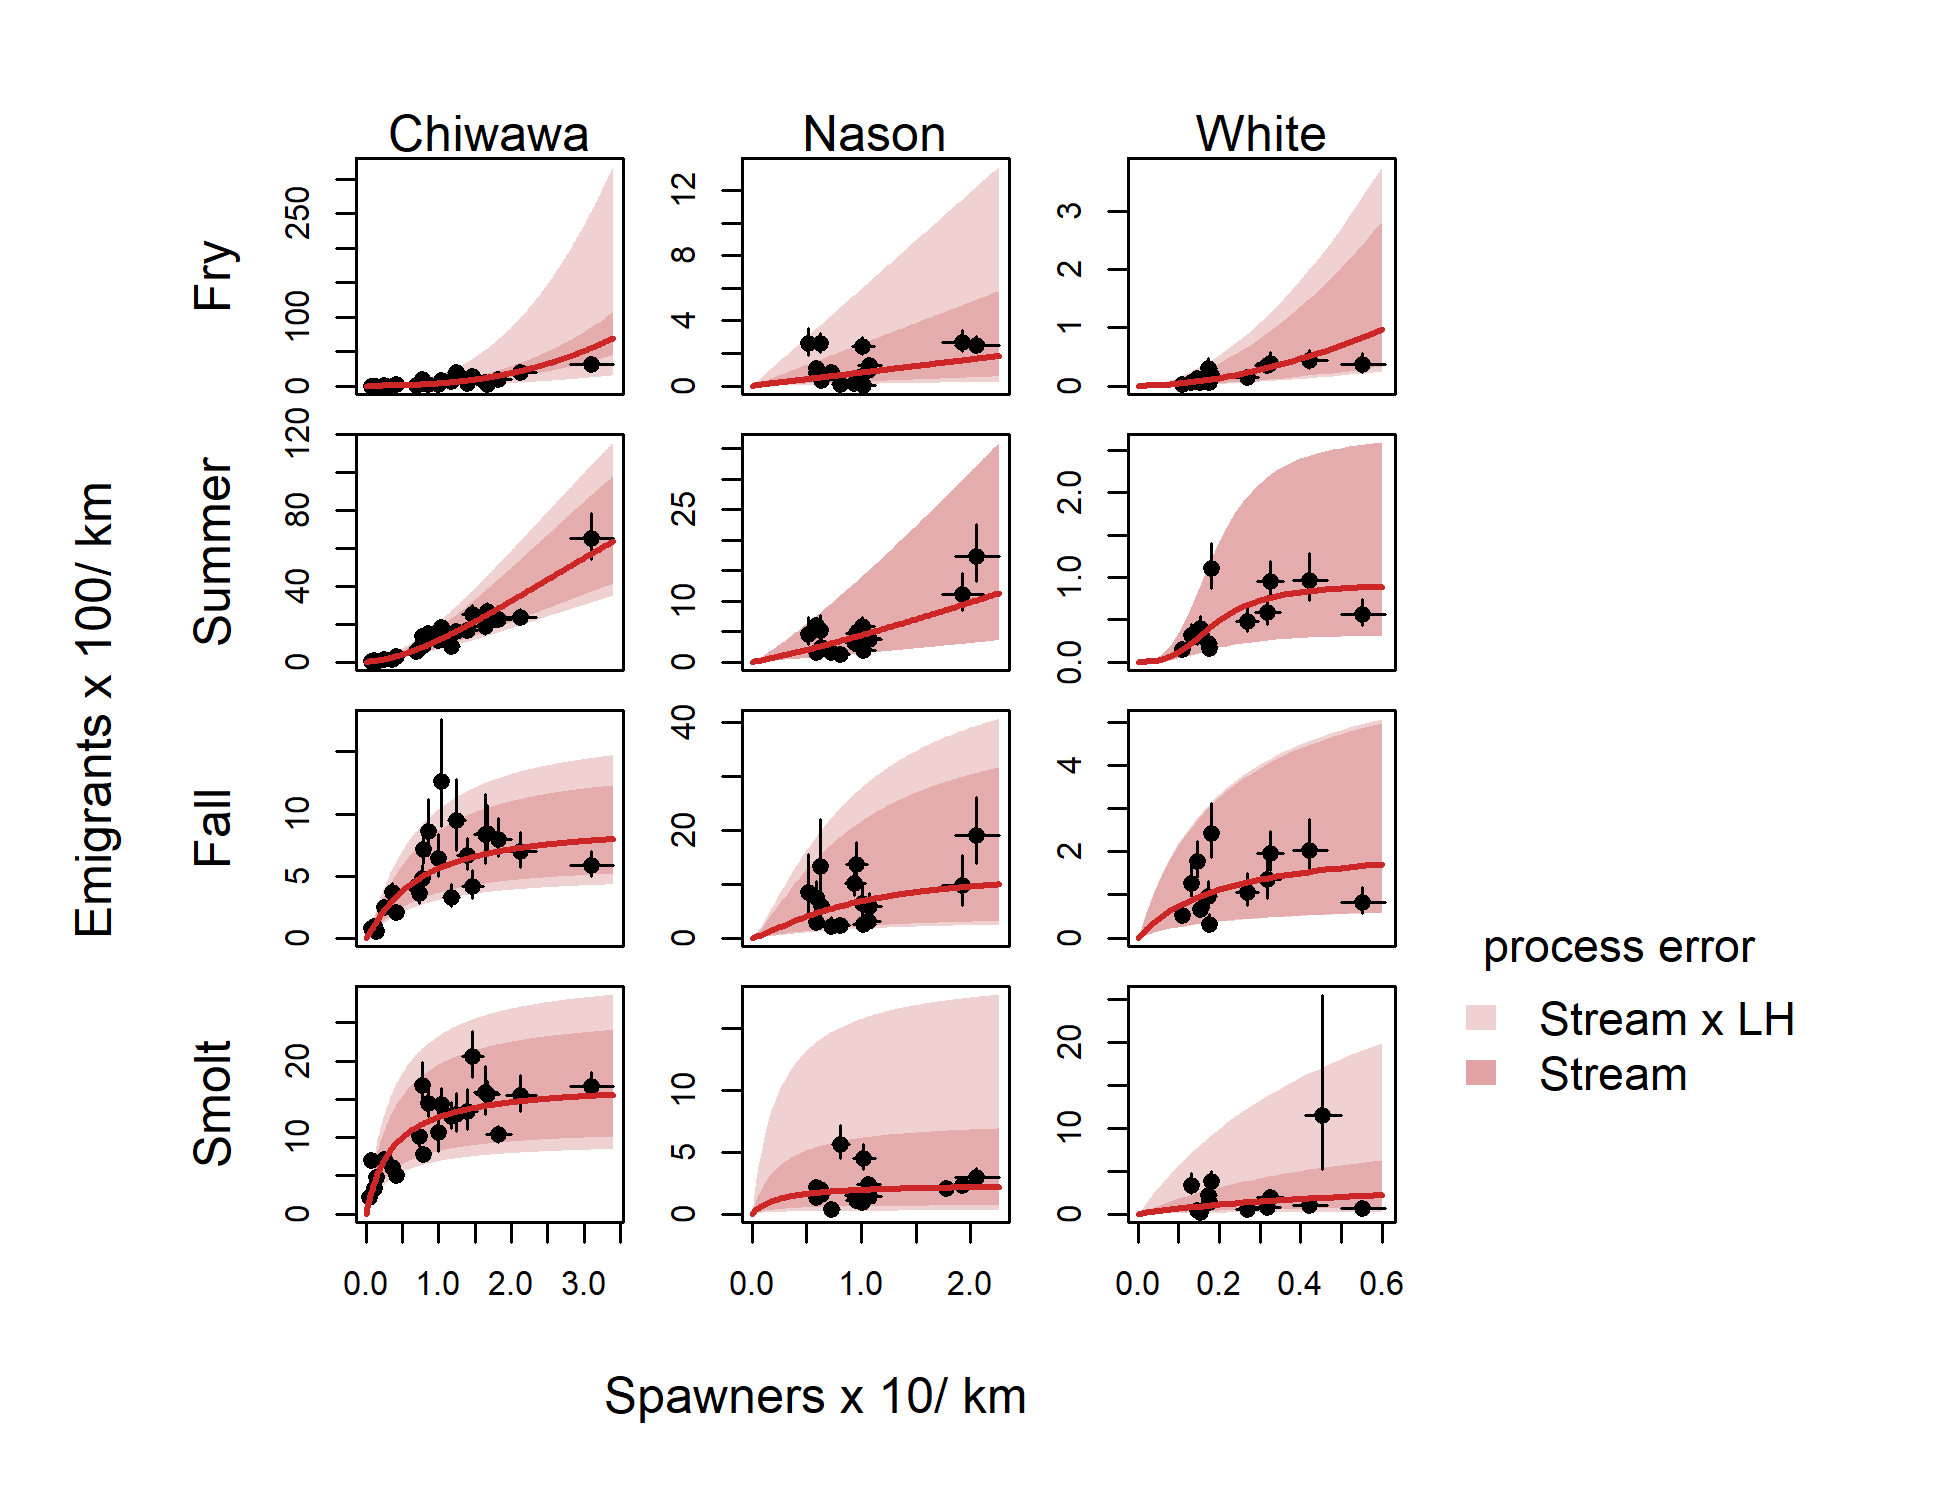 Chiwawa Nason White
Fry
0 100 250
0 4 8 12
0 1 2 3
Summer
0 40 80 120
0 10 25
0.0 1.0 2.0
Fall
0 5 10
0 20 40
0 2 4
Smolt
0 10 20
0 5 10
0 10 20
0.0 1.0 2.0 3.0
0.0 1.0 2.0
0.0 0.2 0.4 0.6
Emigrants x 100/ km
Spawners x 10/ km
process error
Stream x LH
Stream